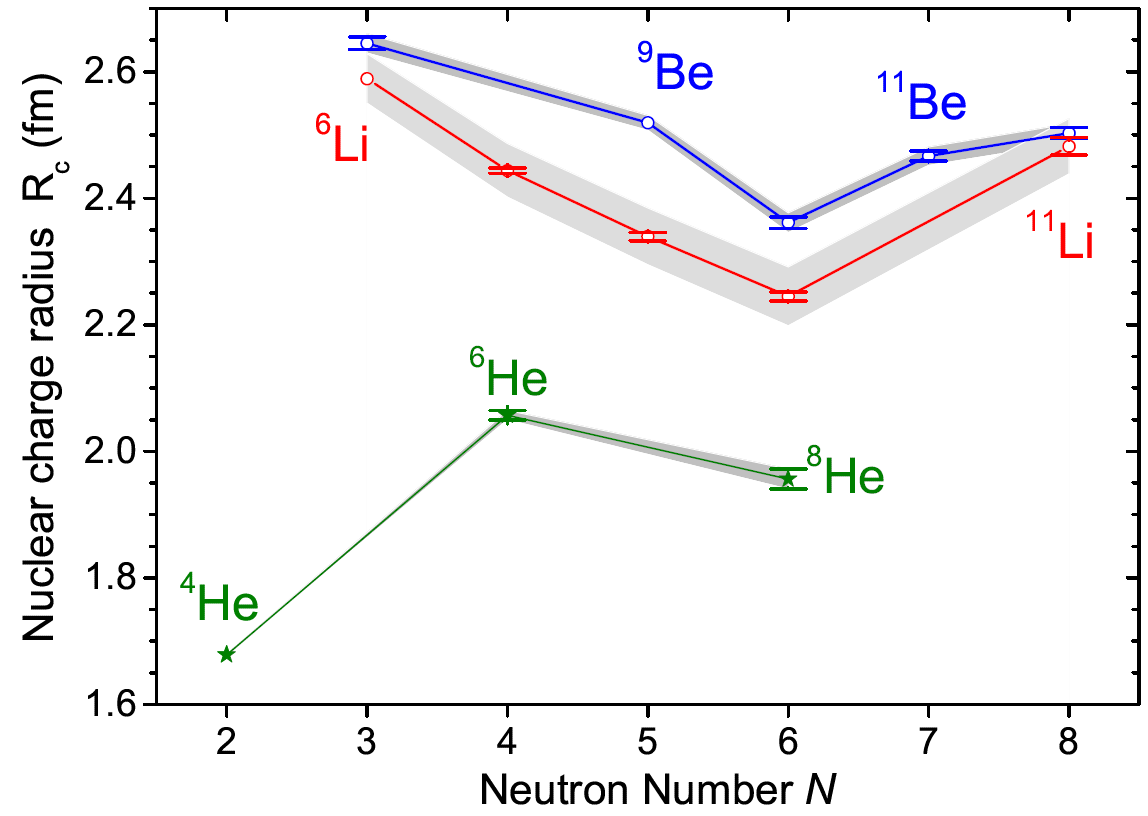 Nuclear charge radius R_c (fm)
2.6
2.4
2.2
2.0
1.8
1.6
⁹Be
¹¹Be
⁶Li
¹¹Li
⁶He
⁸He
⁴He
2 3 4 5 6 7 8
Neutron Number N